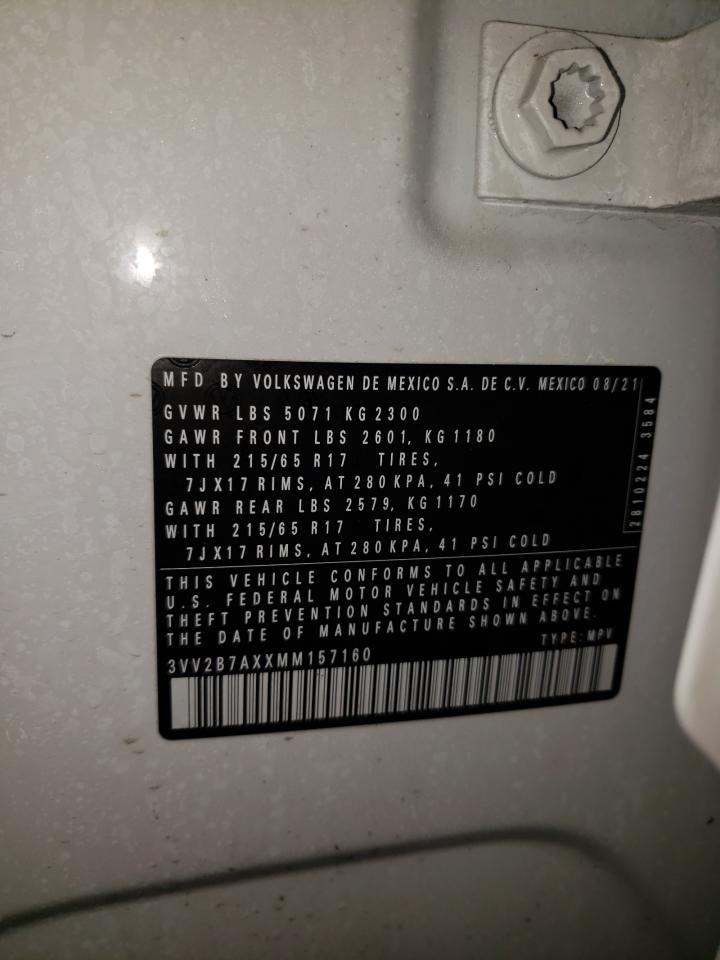 MFD BY VOLKSWAGEN DE MEXICO S.A. DE C.V. MEXICO 08/21
GVWR LBS 5071 KG 2300
GAWR FRONT LBS 2601, KG 1180
WITH 215/65 R17 TIRES,
7JX17 RIMS, AT 280 KPA, 41 PSI COLD
GAWR REAR LBS 2579, KG 1170
WITH 215/65 R17 TIRES,
7JX17 RIMS, AT 280 KPA, 41 PSI COLD
2810224 3584
THIS VEHICLE CONFORMS TO ALL APPLICABLE
U.S. FEDERAL MOTOR VEHICLE SAFETY AND
THEFT PREVENTION STANDARDS IN EFFECT ON
THE DATE OF MANUFACTURE SHOWN ABOVE.
TYPE: MPV
3VV2B7AXXMM157160